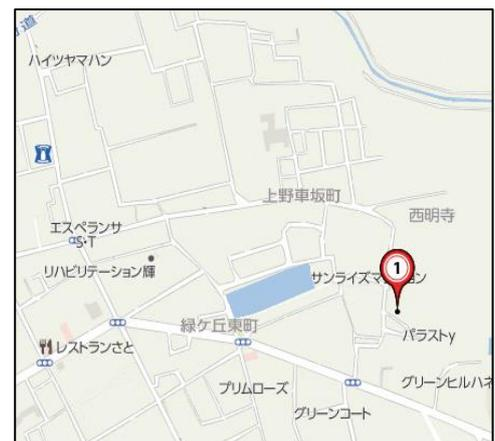 道
ハイツヤマハン
上野車坂町
西明寺
エスペランサ
S・T
リハビリテーション輝
サンライズマ
ョン
1
緑ケ丘東町
パラストy
レストランさと
プリムローズ
グリーンヒルハネ
グリーンコート